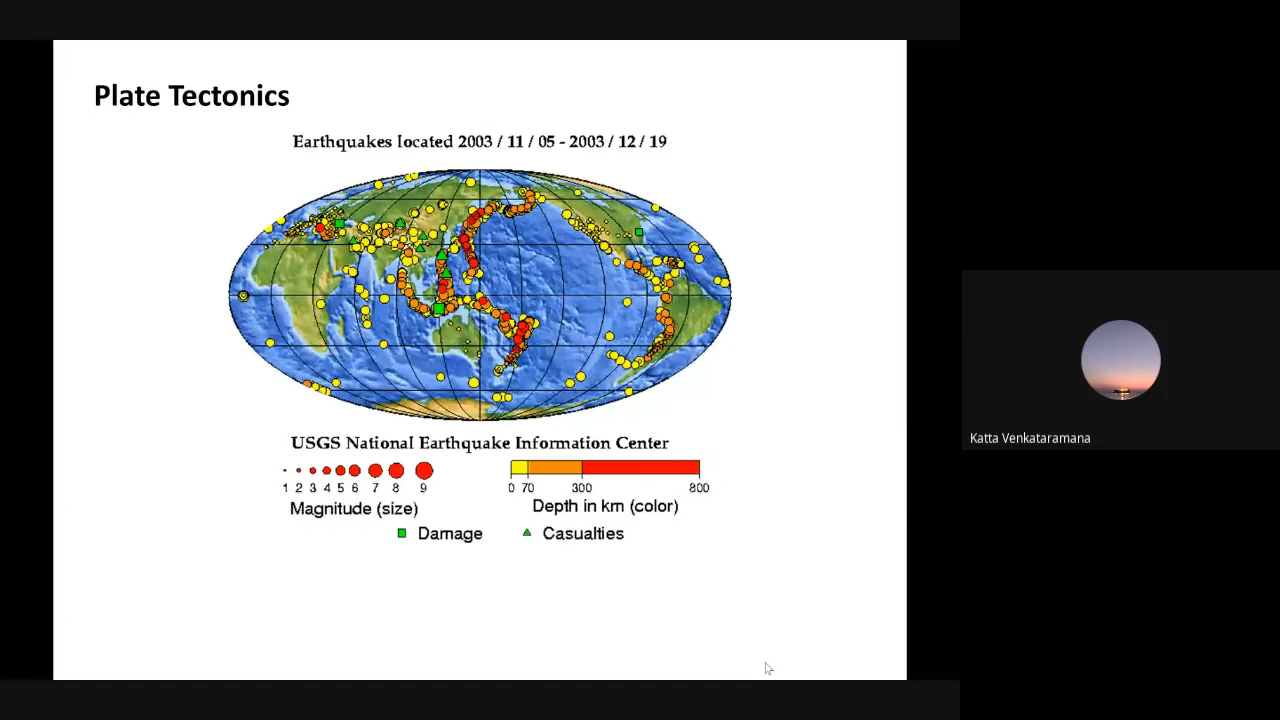 Plate Tectonics
Earthquakes located 2003 / 11 / 05 - 2003 / 12 / 19
USGS National Earthquake Information Center
1 2 3 4 5 6 7 8 9
Magnitude (size)
0 70 300 800
Depth in km (color)
Damage
Casualties
Katta Venkataramana